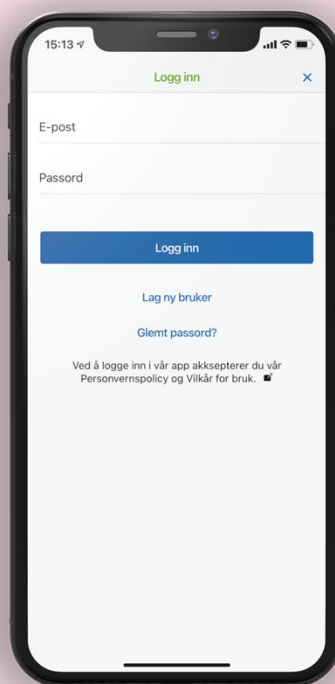 15:13
Logg inn
E-post
Passord
Logg inn
Lag ny bruker
Glemt passord?
Ved å logge inn i vår app akksepterer du vår
Personvernspolicy og Vilkår for bruk.